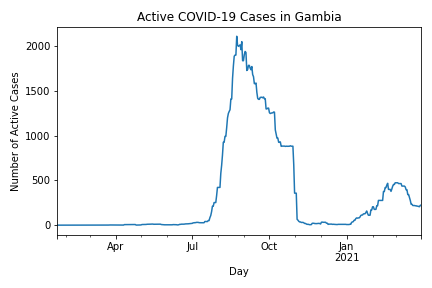 Active COVID-19 Cases in Gambia
Number of Active Cases
2000
1500
1000
500
0
Apr
Jul
Oct
Jan
2021
Day